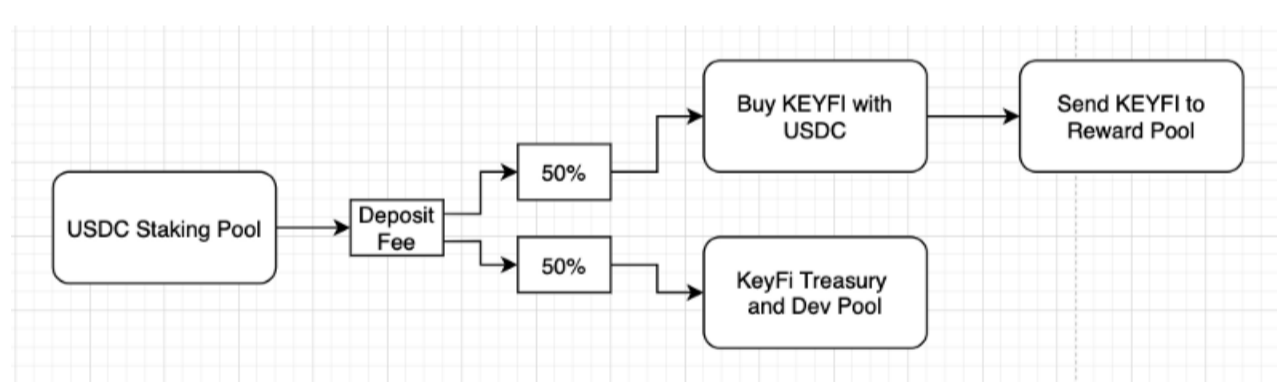 USDC Staking Pool
Deposit
Fee
50%
50%
Buy KEYFI with
USDC
Send KEYFI to
Reward Pool
KeyFi Treasury
and Dev Pool